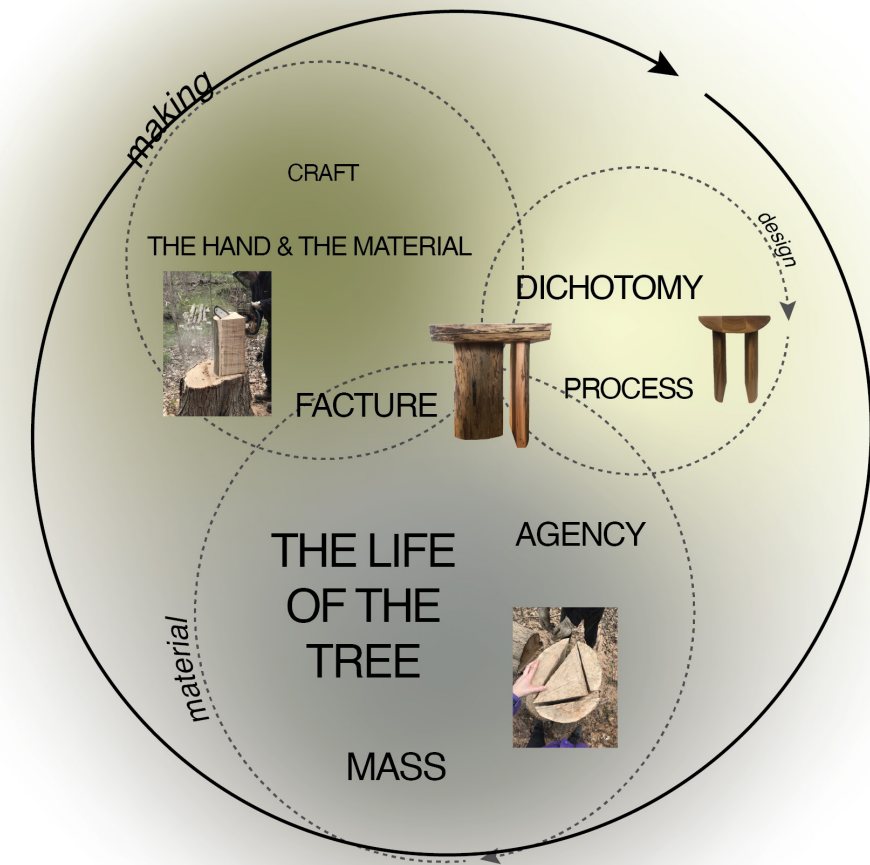 making
CRAFT
design
THE HAND & THE MATERIAL
DICHOTOMY
PROCESS
FACTURE
AGENCY
THE LIFE
OF THE
TREE
material
MASS